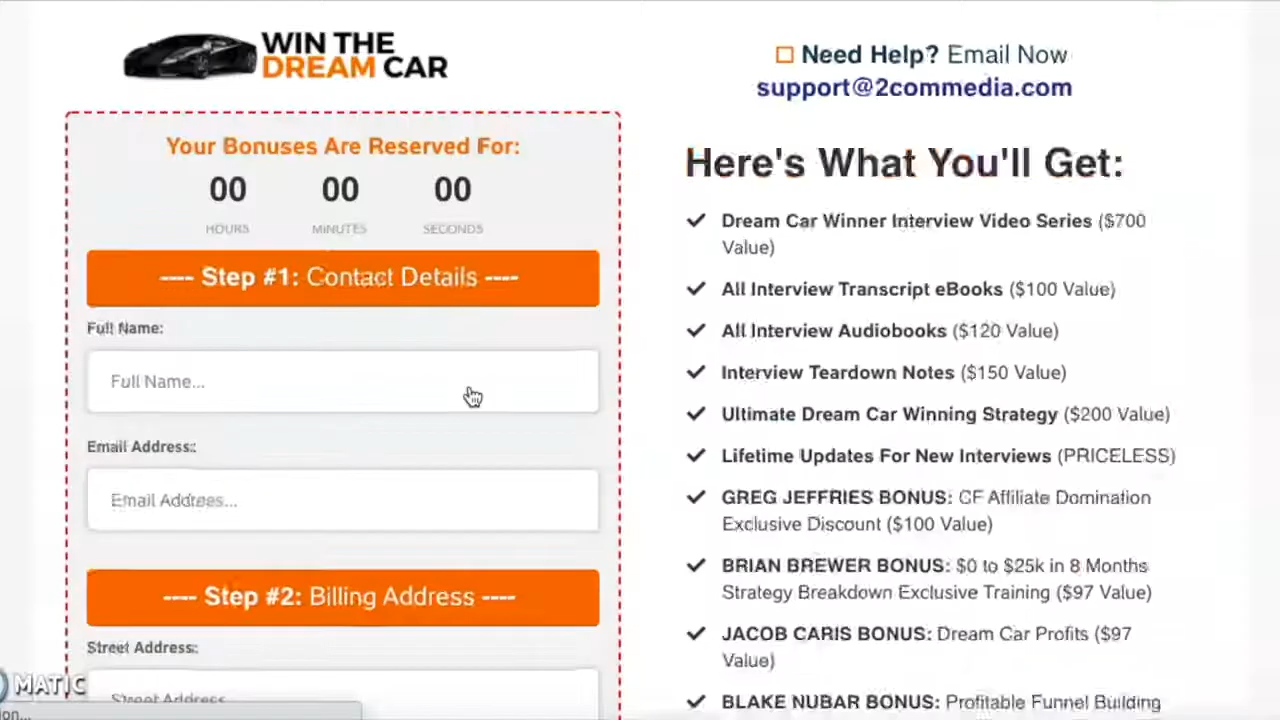 WIN THE
DREAM CAR
Need Help? Email Now
support@2commedia.com
Your Bonuses Are Reserved For:
00 00 00
HOURS MINUTES SECONDS
---- Step #1: Contact Details ----
Full Name:
Full Name...
Email Address:
Email Address...
---- Step #2: Billing Address ----
Street Address:
Street Address
Here's What You'll Get:
Dream Car Winner Interview Video Series ($700
Value)
All Interview Transcript eBooks ($100 Value)
All Interview Audiobooks ($120 Value)
Interview Teardown Notes ($150 Value)
Ultimate Dream Car Winning Strategy ($200 Value)
Lifetime Updates For New Interviews (PRICELESS)
GREG JEFFRIES BONUS: CF Affiliate Domination
Exclusive Discount ($100 Value)
BRIAN BREWER BONUS: $0 to $25k in 8 Months
Strategy Breakdown Exclusive Training ($97 Value)
JACOB CARIS BONUS: Dream Car Profits ($97
Value)
BLAKE NUBAR BONUS: Profitable Funnel Building
MATIC